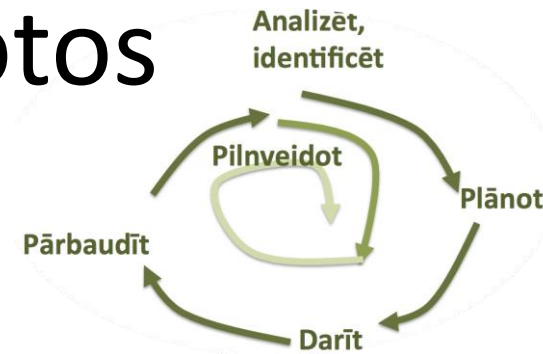 otos
Analizēt,
identificēt
Pilnveidot
Plānot
Pārbaudīt
Darīt